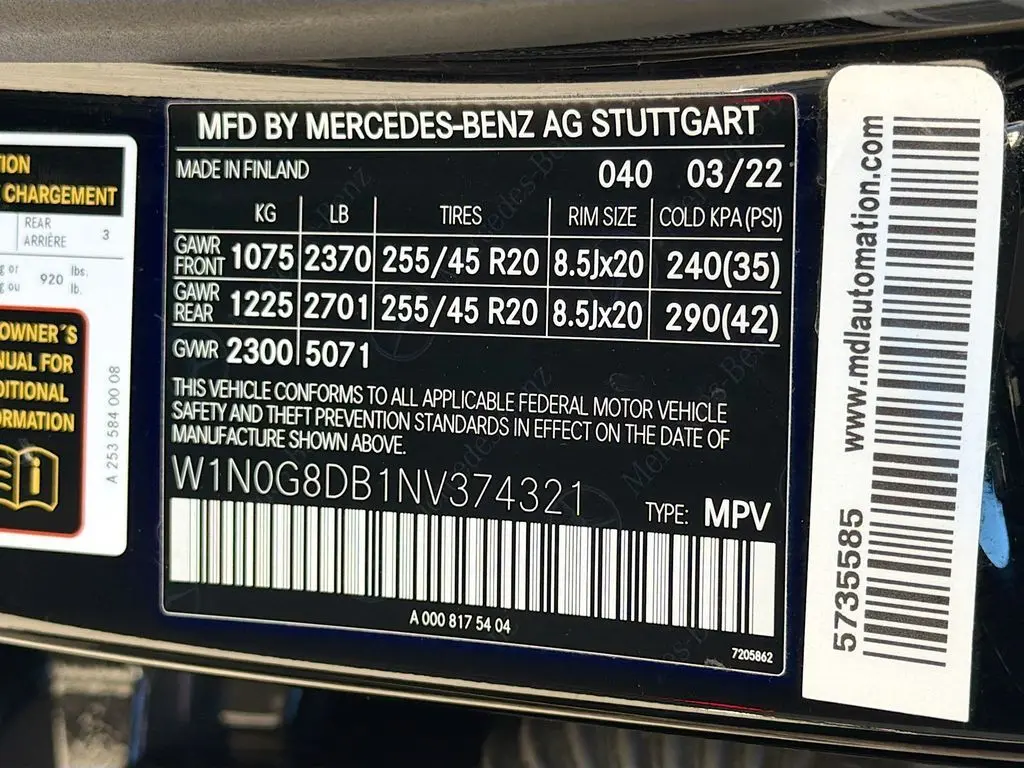 TION
CHARGEMENT
REAR
ARRIÈRE
3
or
ou
920
lbs.
lb.
OWNER´S
FOR
A 253 584 00 08
MFD BY MERCEDES-BENZ AG STUTTGART
MADE IN FINLAND 040 03/22
KG LB TIRES RIM SIZE COLD KPA (PSI)
GAWR FRONT 1075 2370 255/45 R20 8.5Jx20 240(35)
GAWR REAR 1225 2701 255/45 R20 8.5Jx20 290(42)
GVWR 2300 5071
THIS VEHICLE CONFORMS TO ALL APPLICABLE FEDERAL MOTOR VEHICLE
SAFETY AND THEFT PREVENTION STANDARDS IN EFFECT ON THE DATE OF
MANUFACTURE SHOWN ABOVE.
W1N0G8DB1NV374321 TYPE: MPV
A 000 817 54 04
7205862
5735585 www.mdlautomation.com